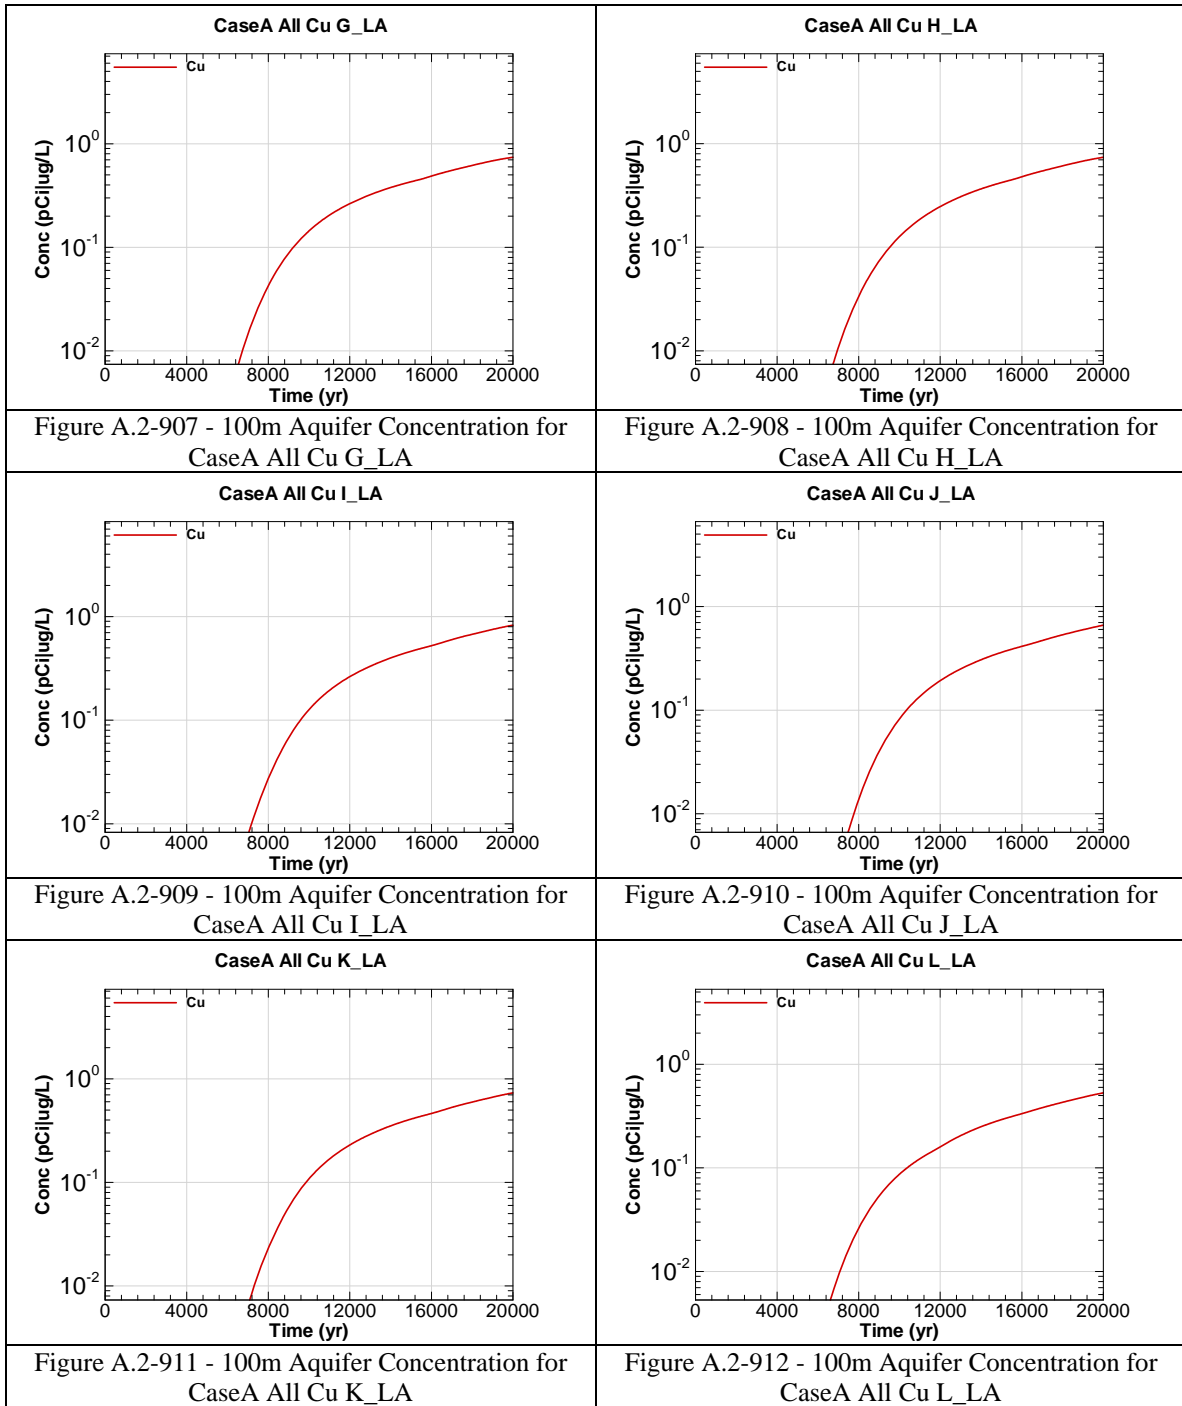 CaseA All Cu G_LA
Cu
Conc (pCi|ug/L)
10^0
10^-1
10^-2
0 4000 8000 12000 16000 20000
Time (yr)
Figure A.2-907 - 100m Aquifer Concentration for
CaseA All Cu G_LA
CaseA All Cu H_LA
Cu
Conc (pCi|ug/L)
10^0
10^-1
10^-2
0 4000 8000 12000 16000 20000
Time (yr)
Figure A.2-908 - 100m Aquifer Concentration for
CaseA All Cu H_LA
CaseA All Cu I_LA
Cu
Conc (pCi|ug/L)
10^0
10^-1
10^-2
0 4000 8000 12000 16000 20000
Time (yr)
Figure A.2-909 - 100m Aquifer Concentration for
CaseA All Cu I_LA
CaseA All Cu J_LA
Cu
Conc (pCi|ug/L)
10^0
10^-1
10^-2
0 4000 8000 12000 16000 20000
Time (yr)
Figure A.2-910 - 100m Aquifer Concentration for
CaseA All Cu J_LA
CaseA All Cu K_LA
Cu
Conc (pCi|ug/L)
10^0
10^-1
10^-2
0 4000 8000 12000 16000 20000
Time (yr)
Figure A.2-911 - 100m Aquifer Concentration for
CaseA All Cu K_LA
CaseA All Cu L_LA
Cu
Conc (pCi|ug/L)
10^0
10^-1
10^-2
0 4000 8000 12000 16000 20000
Time (yr)
Figure A.2-912 - 100m Aquifer Concentration for
CaseA All Cu L_LA